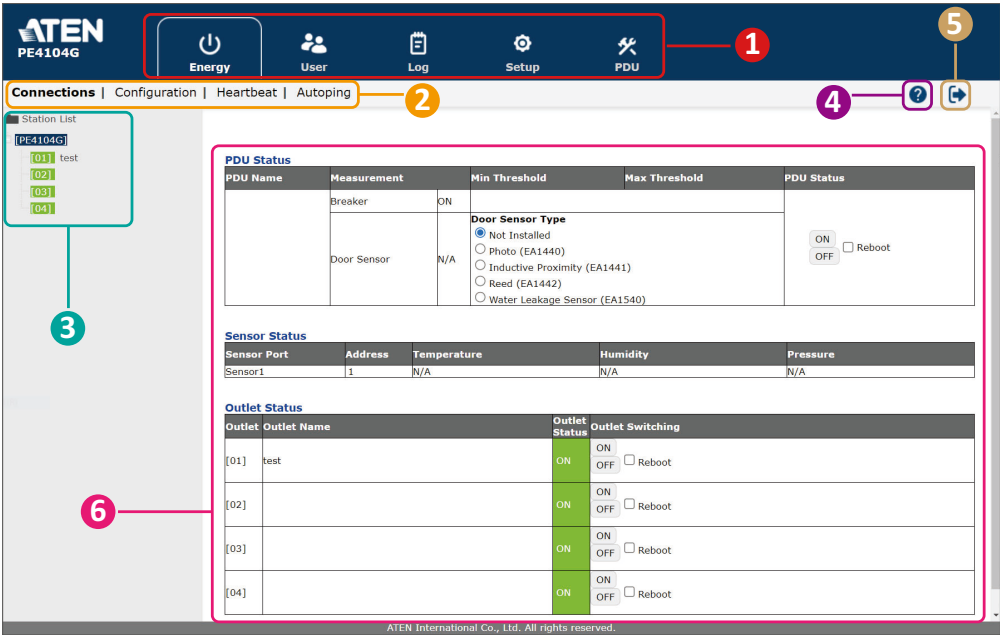 ATEN
PE4104G
Energy User Log Setup PDU
1
5
Connections | Configuration | Heartbeat | Autoping
2
4
?
Station List
[PE4104G]
[01] test
[02]
[03]
[04]
3
PDU Status
PDU Name Measurement Min Threshold Max Threshold PDU Status
Breaker ON
Door Sensor N/A
Door Sensor Type
Not Installed
Photo (EA1440)
Inductive Proximity (EA1441)
Reed (EA1442)
Water Leakage Sensor (EA1540)
ON
OFF Reboot
Sensor Status
Sensor Port Address Temperature Humidity Pressure
Sensor1 1 N/A N/A N/A
Outlet Status
Outlet Outlet Name Outlet Status Outlet Switching
[01] test ON ON OFF Reboot
[02] ON ON OFF Reboot
6
[03] ON ON OFF Reboot
[04] ON ON OFF Reboot
ATEN International Co., Ltd. All rights reserved.